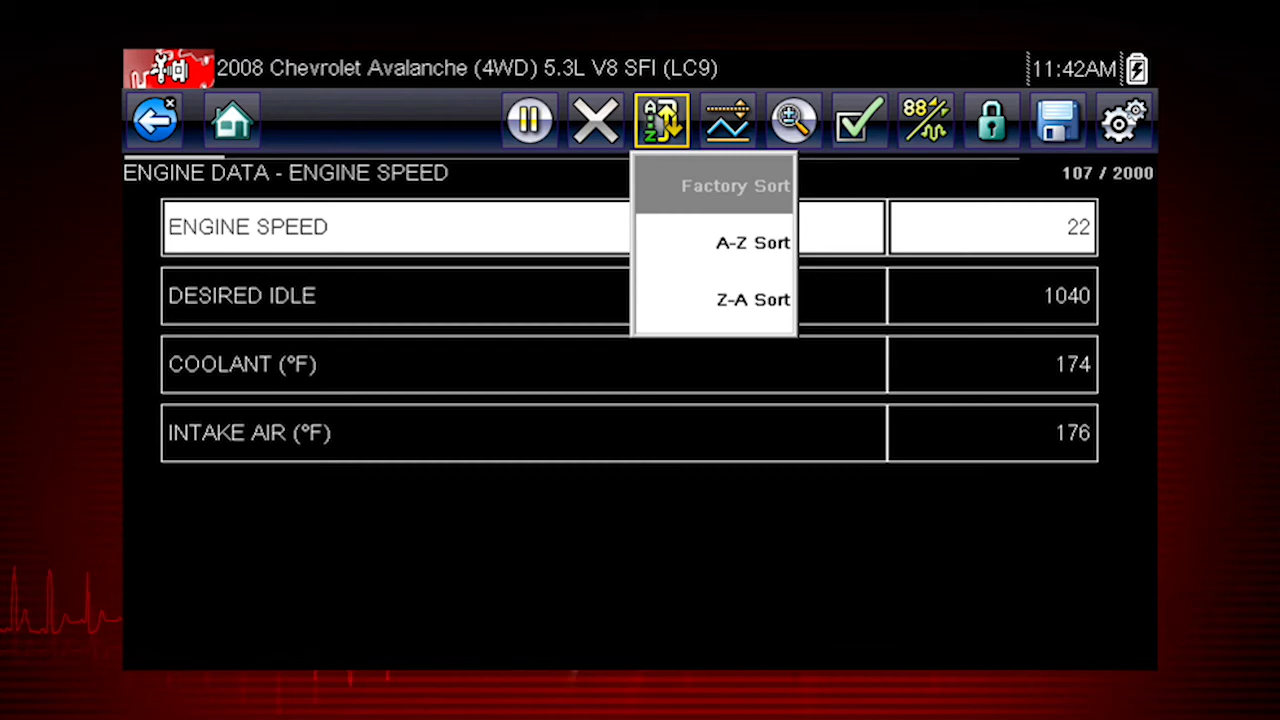 2008 Chevrolet Avalanche (4WD) 5.3L V8 SFI (LC9) 11:42AM
A Z 88
ENGINE DATA - ENGINE SPEED 107 / 2000
Factory Sort
A-Z Sort
Z-A Sort
ENGINE SPEED 22
DESIRED IDLE 1040
COOLANT (°F) 174
INTAKE AIR (°F) 176